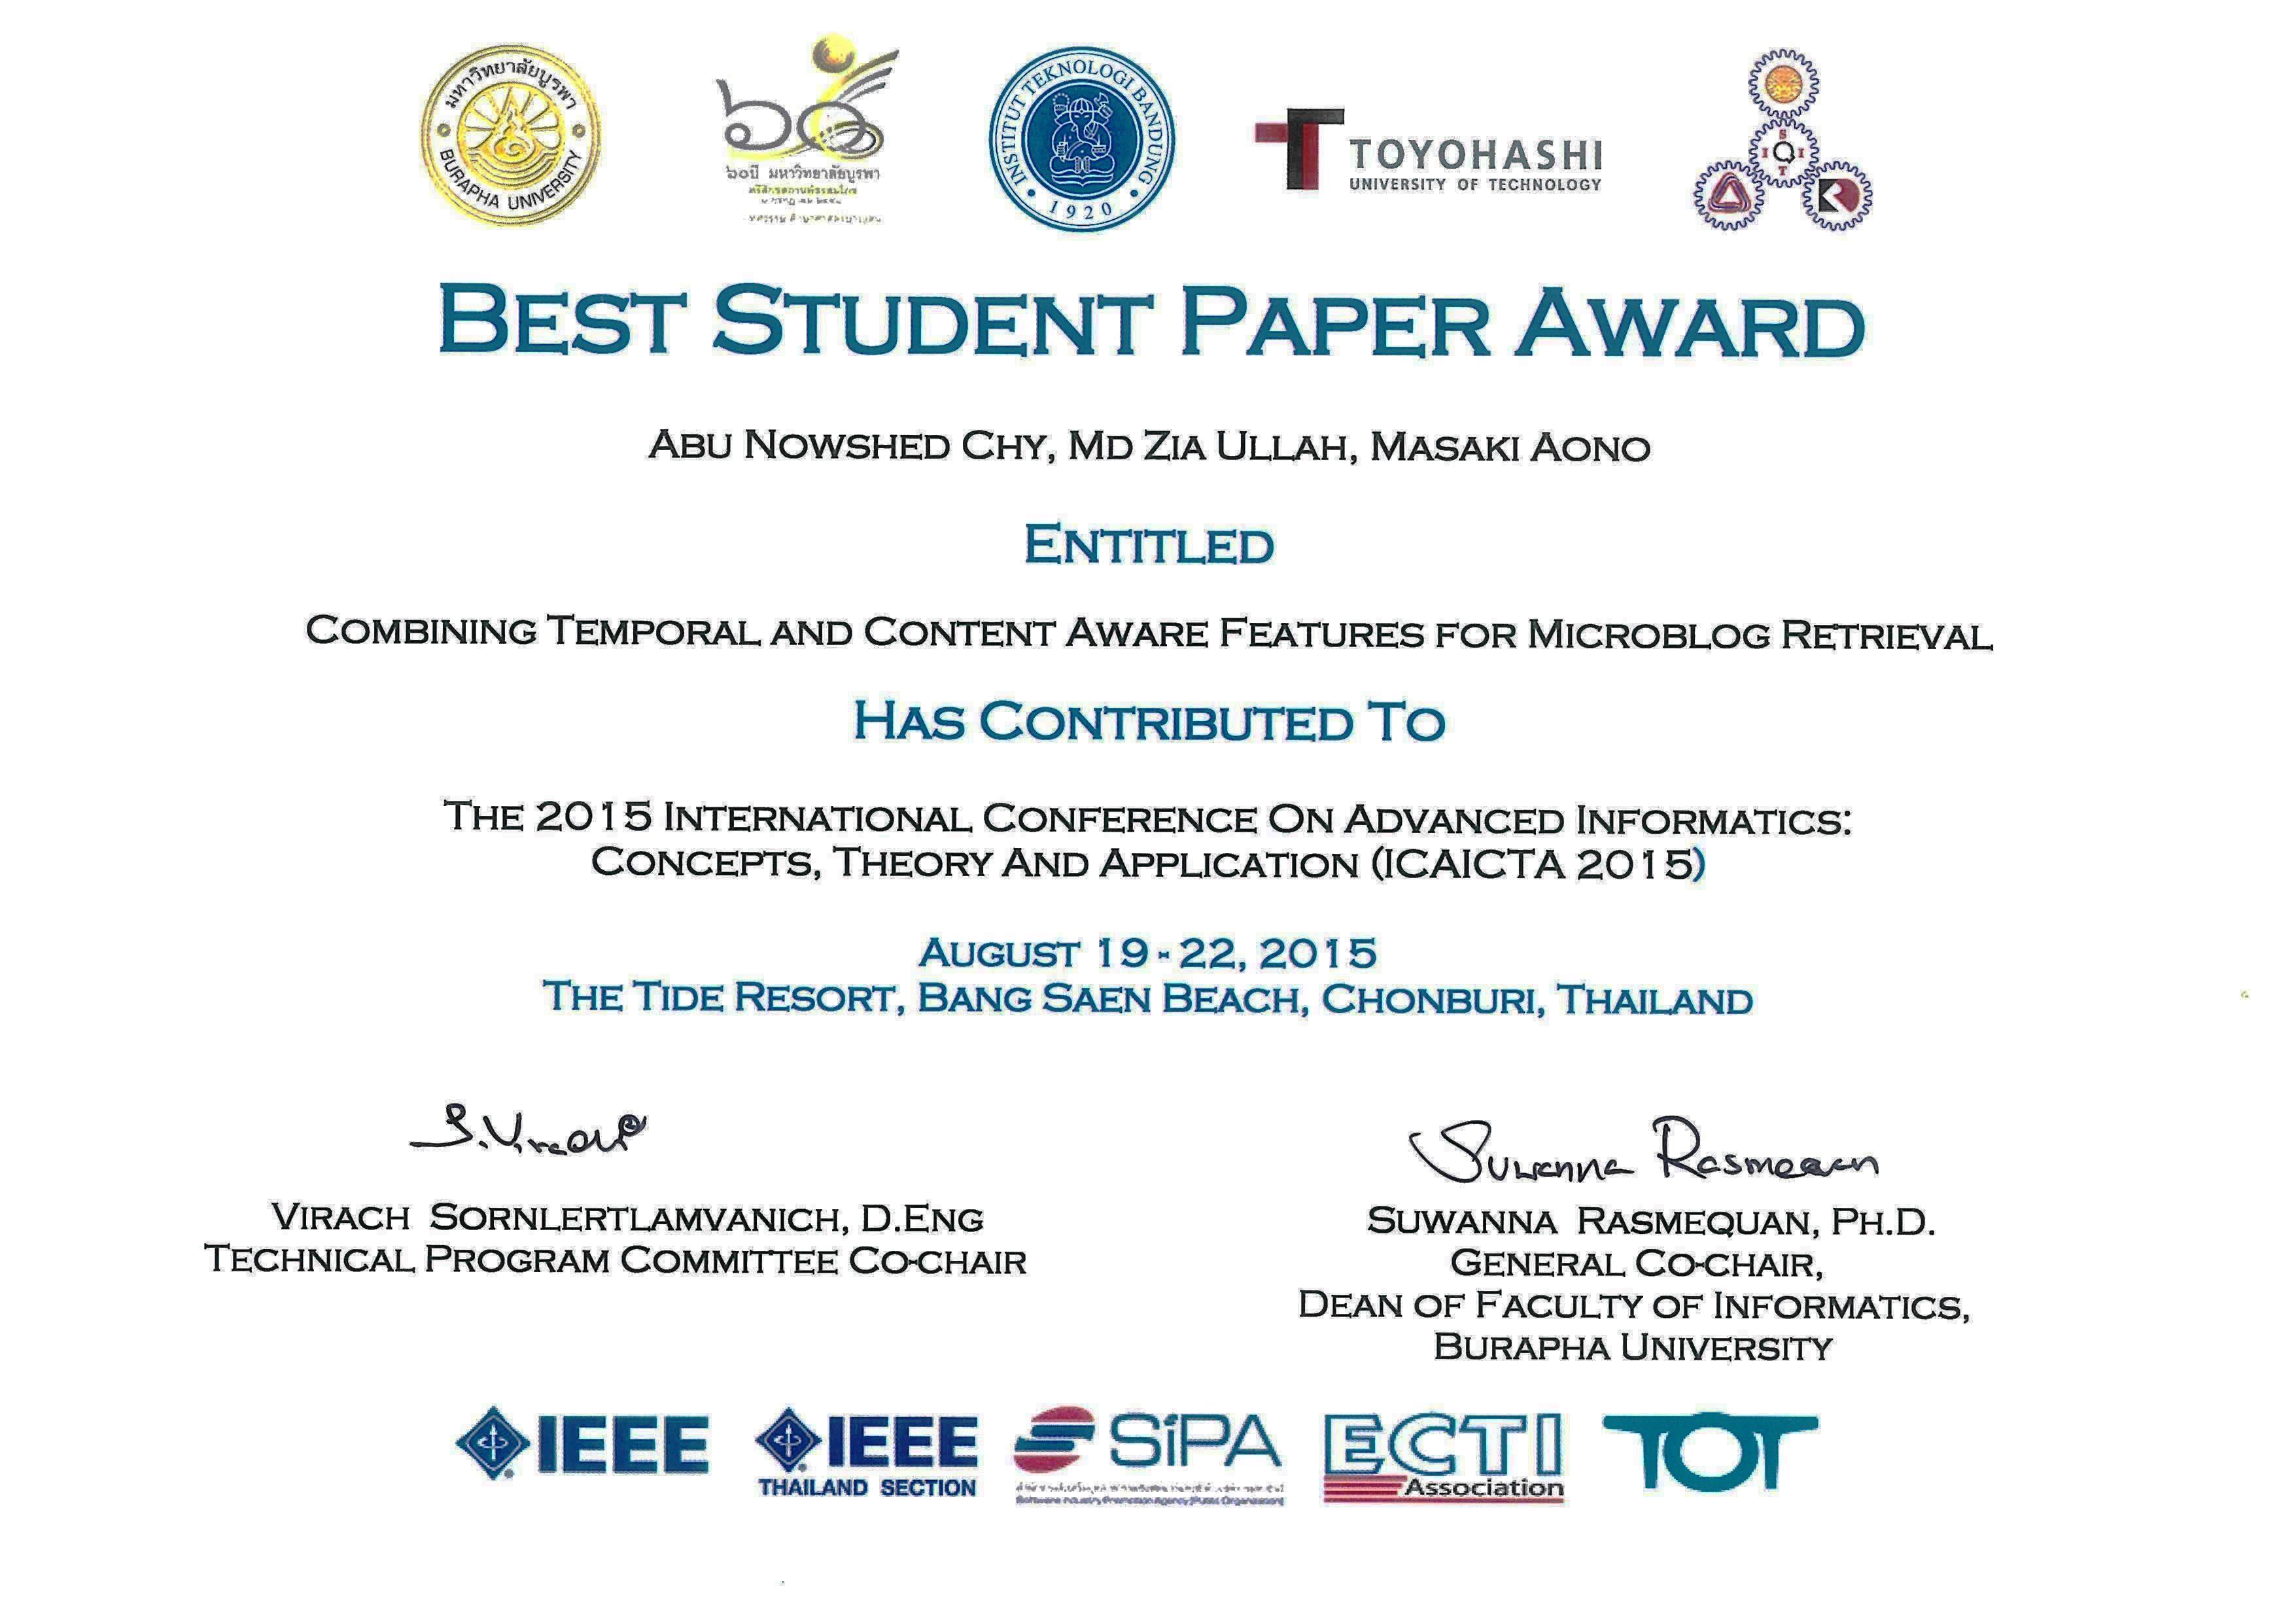 มหาวิทยาลัยบูรพา
BURAPHA UNIVERSITY
๖๐
๖๐ปี มหาวิทยาลัยบูรพา
INSTITUT TEKNOLOGI BANDUNG
1920
TOYOHASHI
UNIVERSITY OF TECHNOLOGY
S
I Q I
T
BEST STUDENT PAPER AWARD
ABU NOWSHED CHY, MD ZIA ULLAH, MASAKI AONO
ENTITLED
COMBINING TEMPORAL AND CONTENT AWARE FEATURES FOR MICROBLOG RETRIEVAL
HAS CONTRIBUTED TO
THE 2015 INTERNATIONAL CONFERENCE ON ADVANCED INFORMATICS:
CONCEPTS, THEORY AND APPLICATION (ICAICTA 2015)
AUGUST 19-22, 2015
THE TIDE RESORT, BANG SAEN BEACH, CHONBURI, THAILAND
S. Virach
Suwanna Rasmequan
VIRACH SORNLERTLAMVANICH, D.ENG
TECHNICAL PROGRAM COMMITTEE CO-CHAIR
SUWANNA RASMEQUAN, PH.D.
GENERAL CO-CHAIR,
DEAN OF FACULTY OF INFORMATICS,
BURAPHA UNIVERSITY
IEEE
IEEE
THAILAND SECTION
SiPA
Software Industry Promotion Agency (Public Organization)
ECTI
Association
TOT